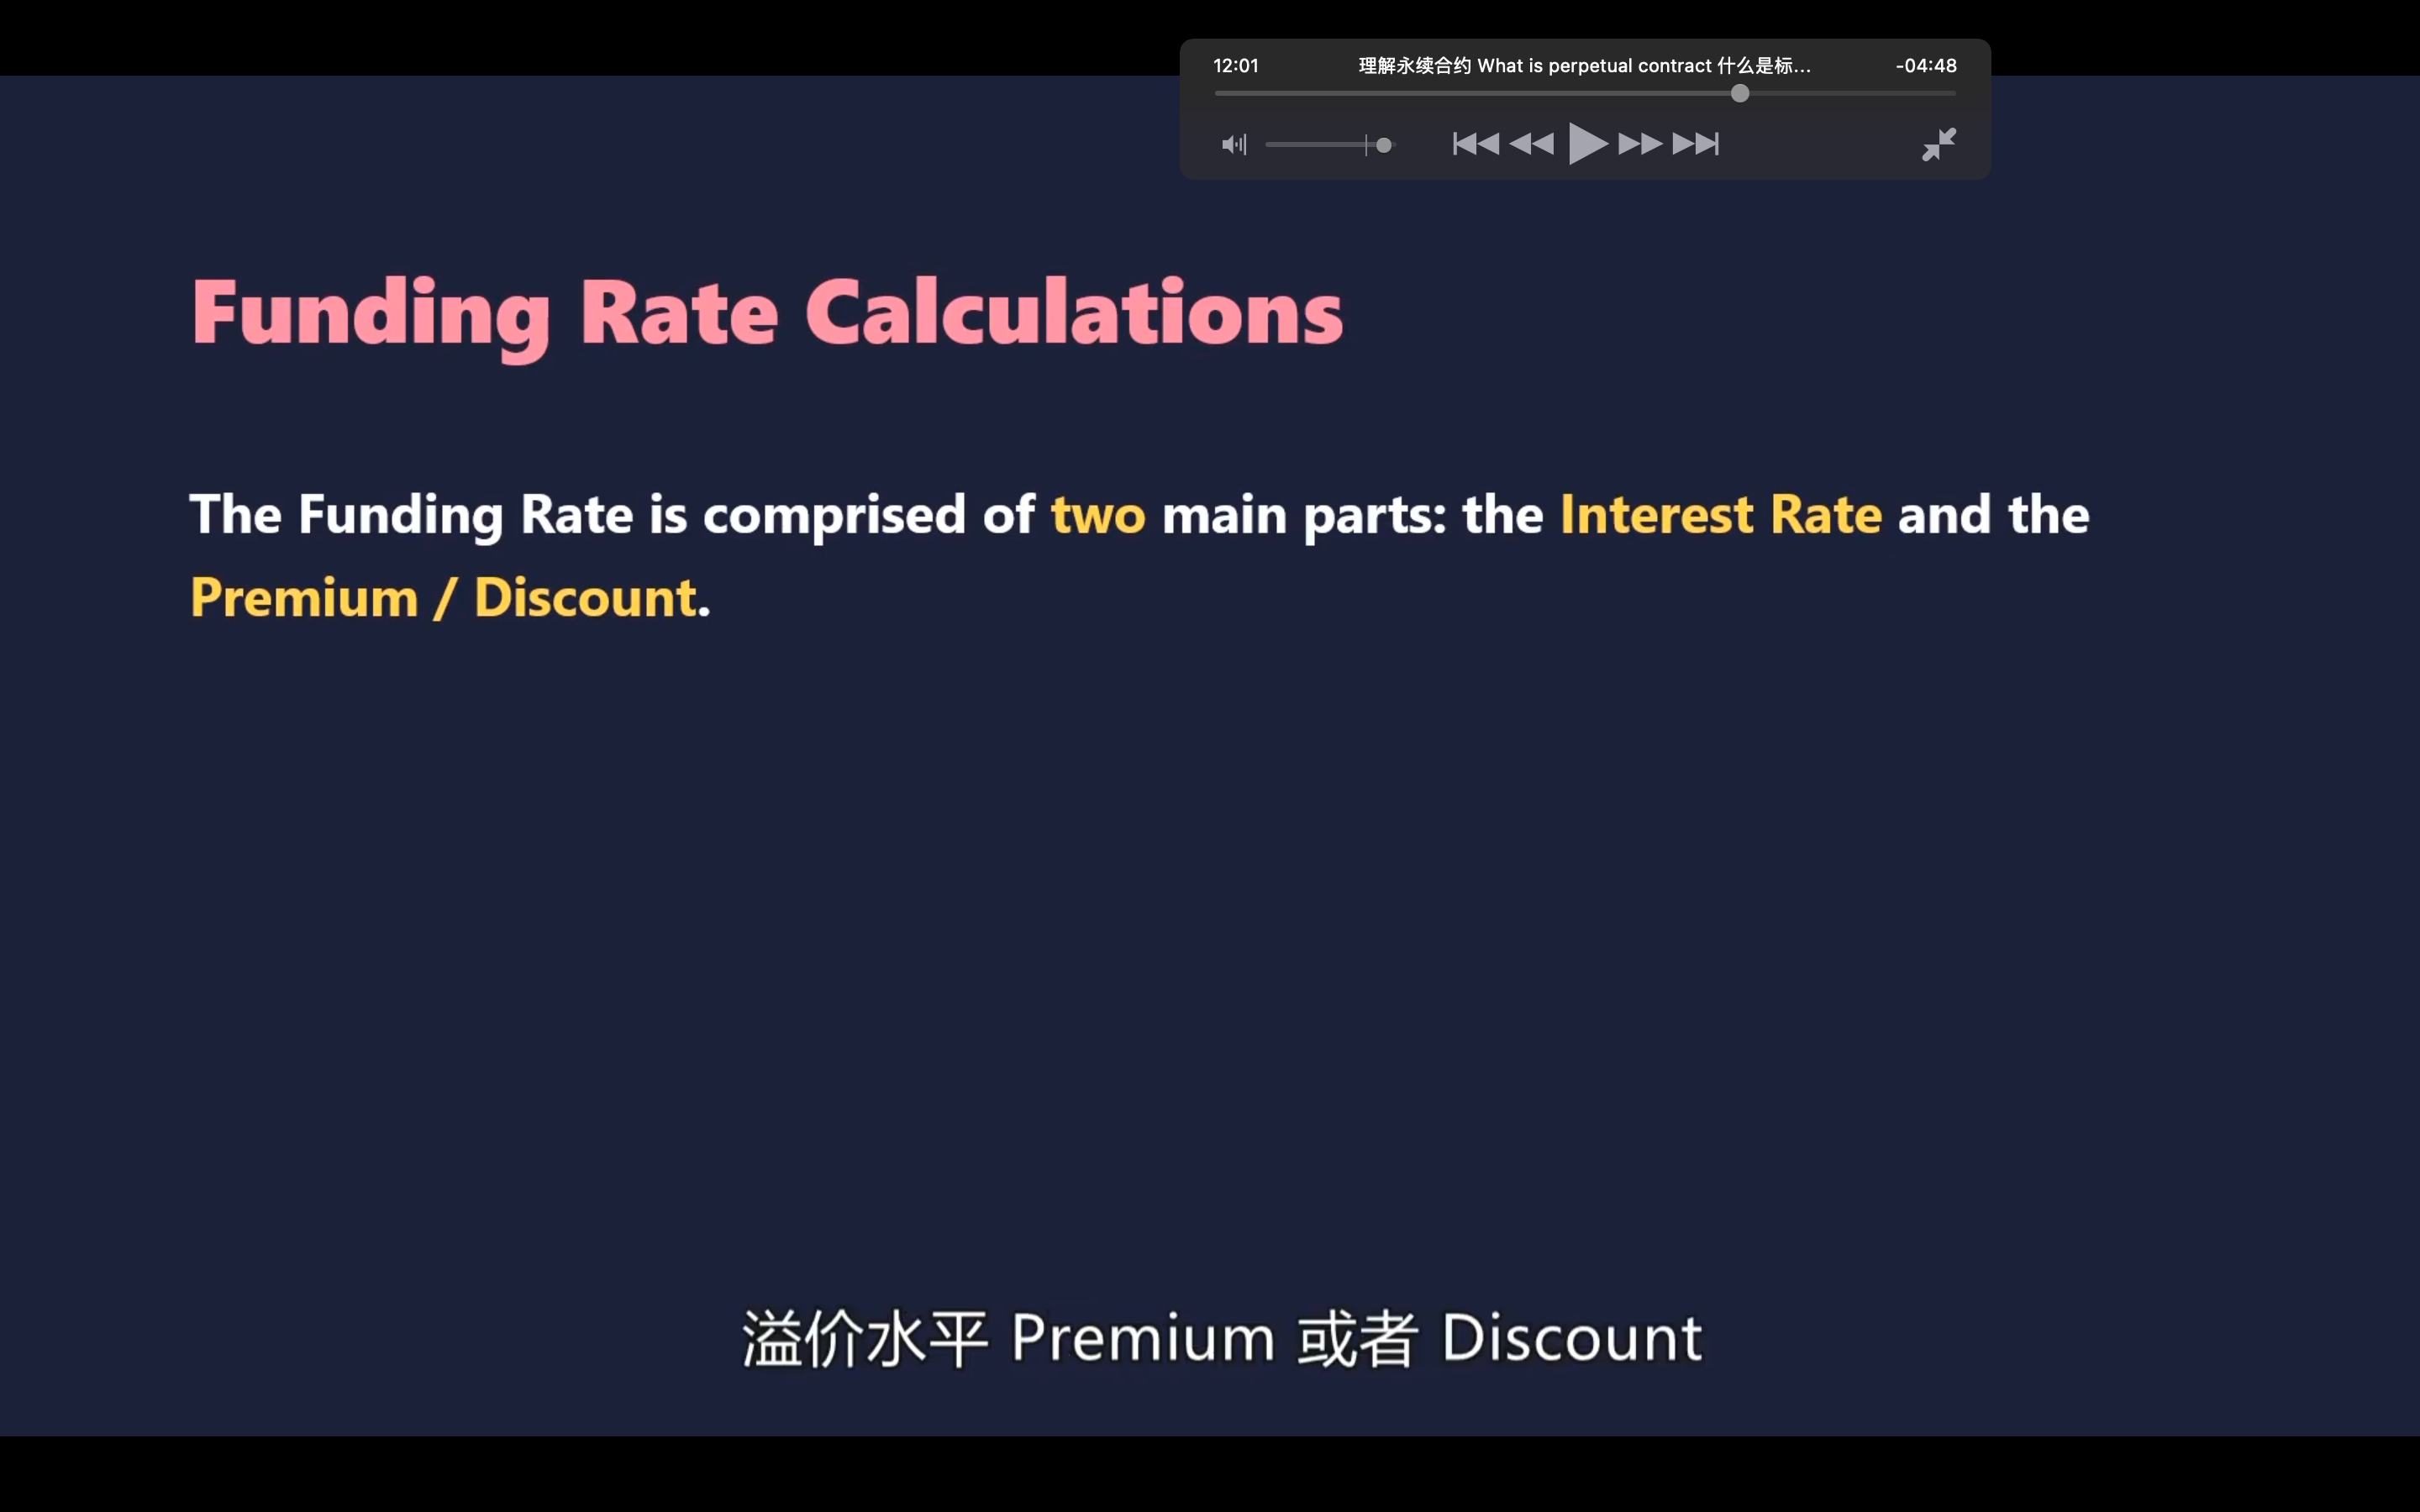 12:01 理解永续合约 What is perpetual contract 什么是标... -04:48
Funding Rate Calculations
The Funding Rate is comprised of two main parts: the Interest Rate and the
Premium / Discount.
溢价水平 Premium 或者 Discount